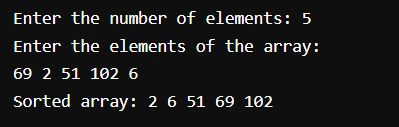 Enter the number of elements: 5
Enter the elements of the array:
69 2 51 102 6
Sorted array: 2 6 51 69 102